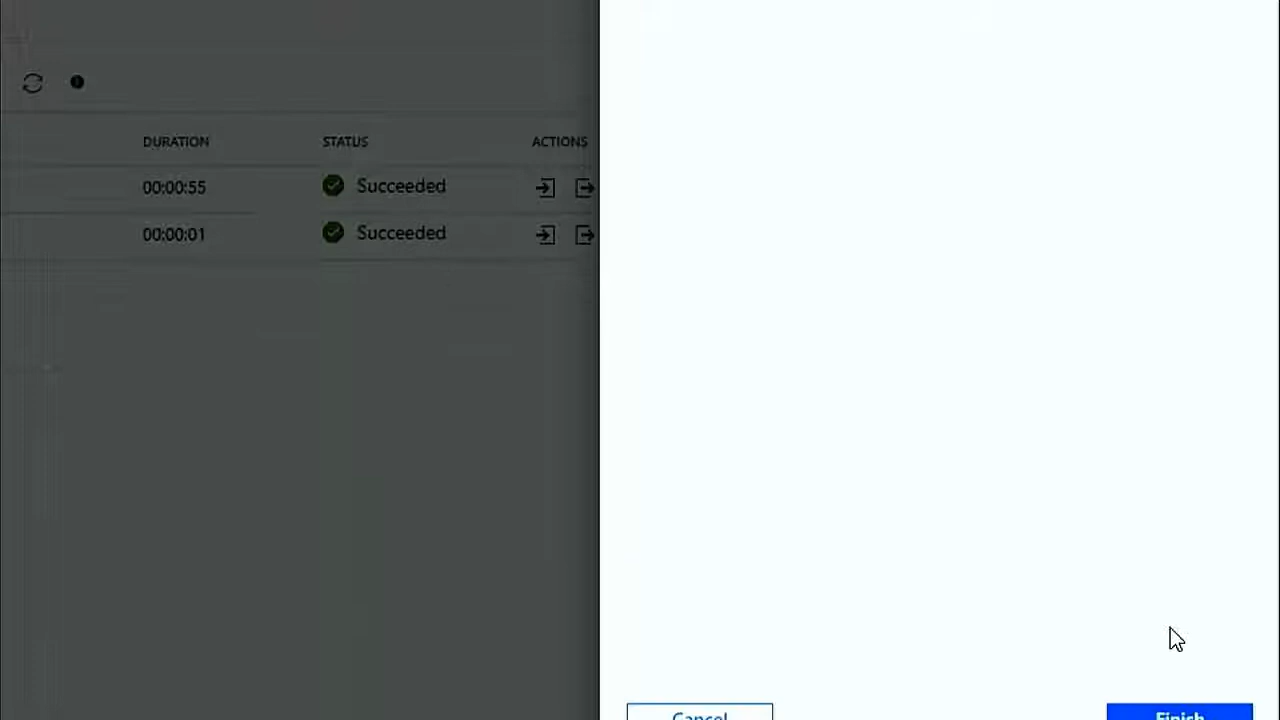 DURATION STATUS ACTIONS
00:00:55 Succeeded
00:00:01 Succeeded
Cancel Finish